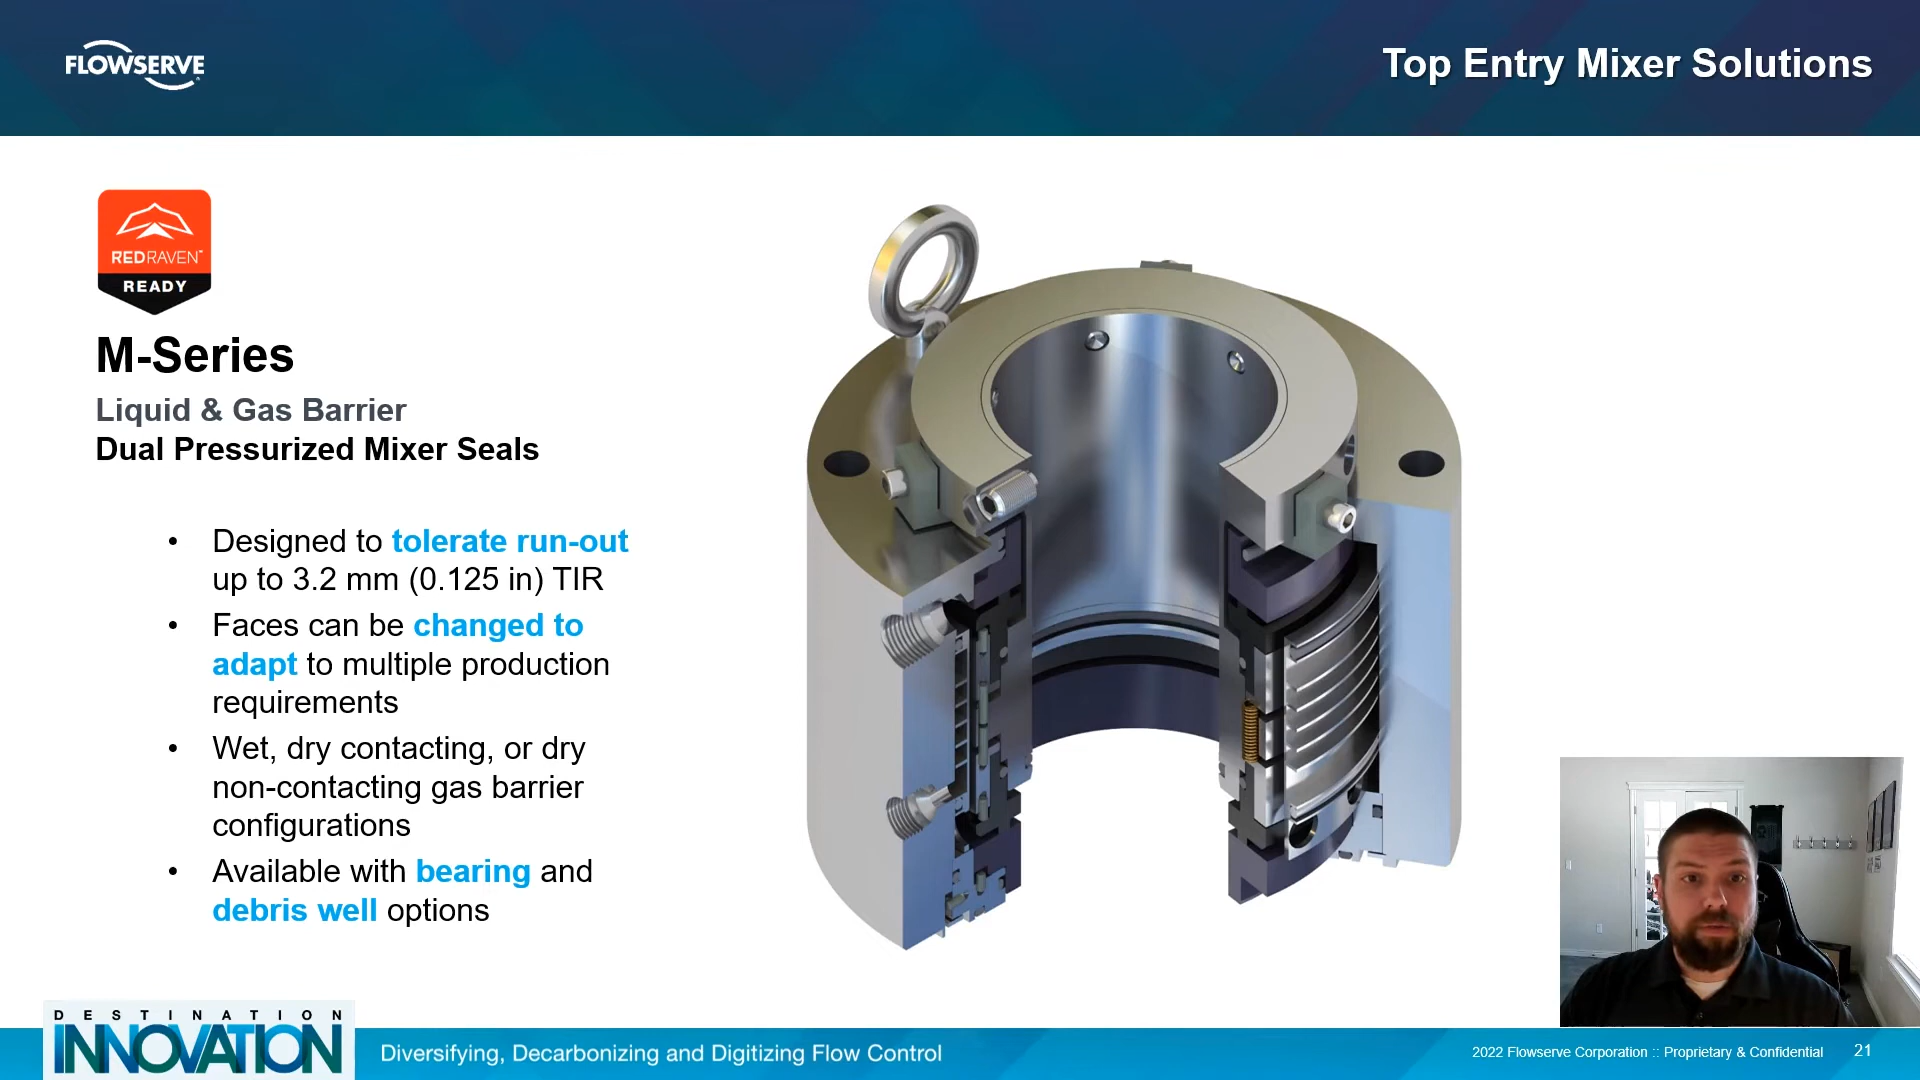 FLOWSERVE
Top Entry Mixer Solutions
REDRAVEN™
READY
M-Series
Liquid & Gas Barrier
Dual Pressurized Mixer Seals
• Designed to tolerate run-out
up to 3.2 mm (0.125 in) TIR
• Faces can be changed to
adapt to multiple production
requirements
• Wet, dry contacting, or dry
non-contacting gas barrier
configurations
• Available with bearing and
debris well options
DESTINATION
INNOVATION
Diversifying, Decarbonizing and Digitizing Flow Control
2022 Flowserve Corporation :: Proprietary & Confidential
21